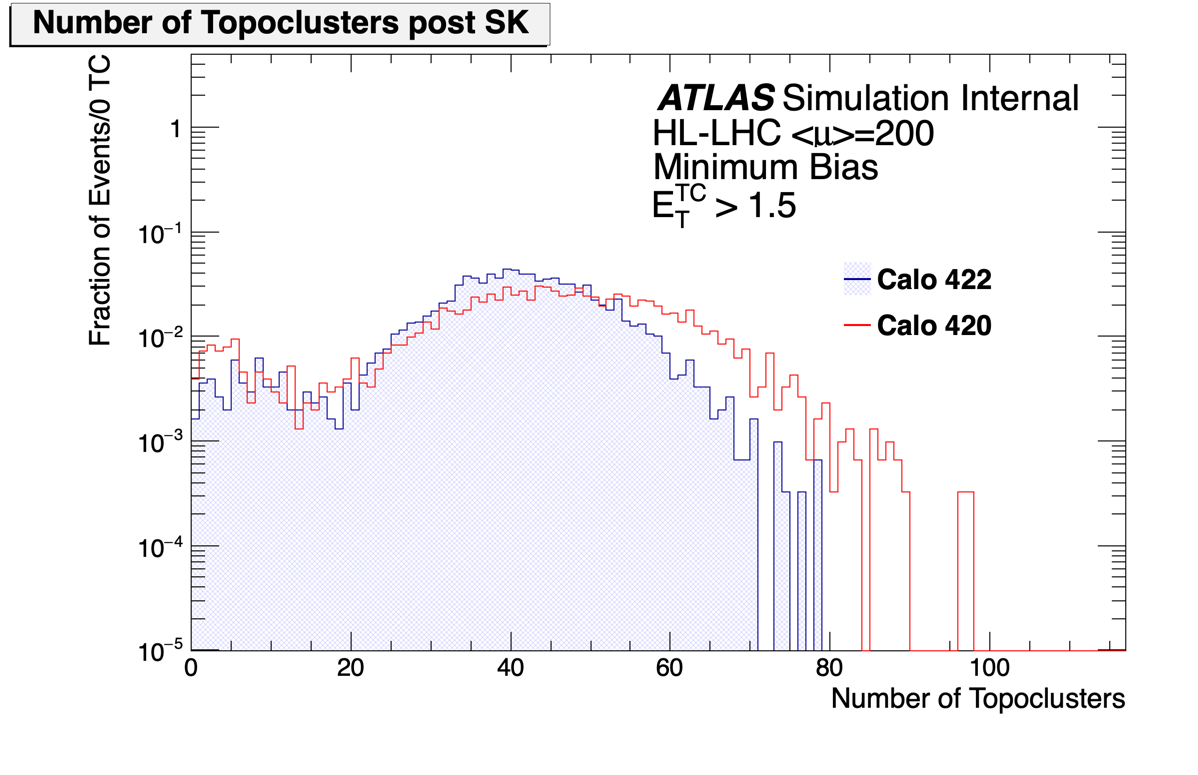 Number of Topoclusters post SK
Fraction of Events/0 TC
ATLAS Simulation Internal
HL-LHC <μ>=200
Minimum Bias
E_T^TC > 1.5
Calo 422
Calo 420
1
10⁻¹
10⁻²
10⁻³
10⁻⁴
10⁻⁵
0 20 40 60 80 100
Number of Topoclusters